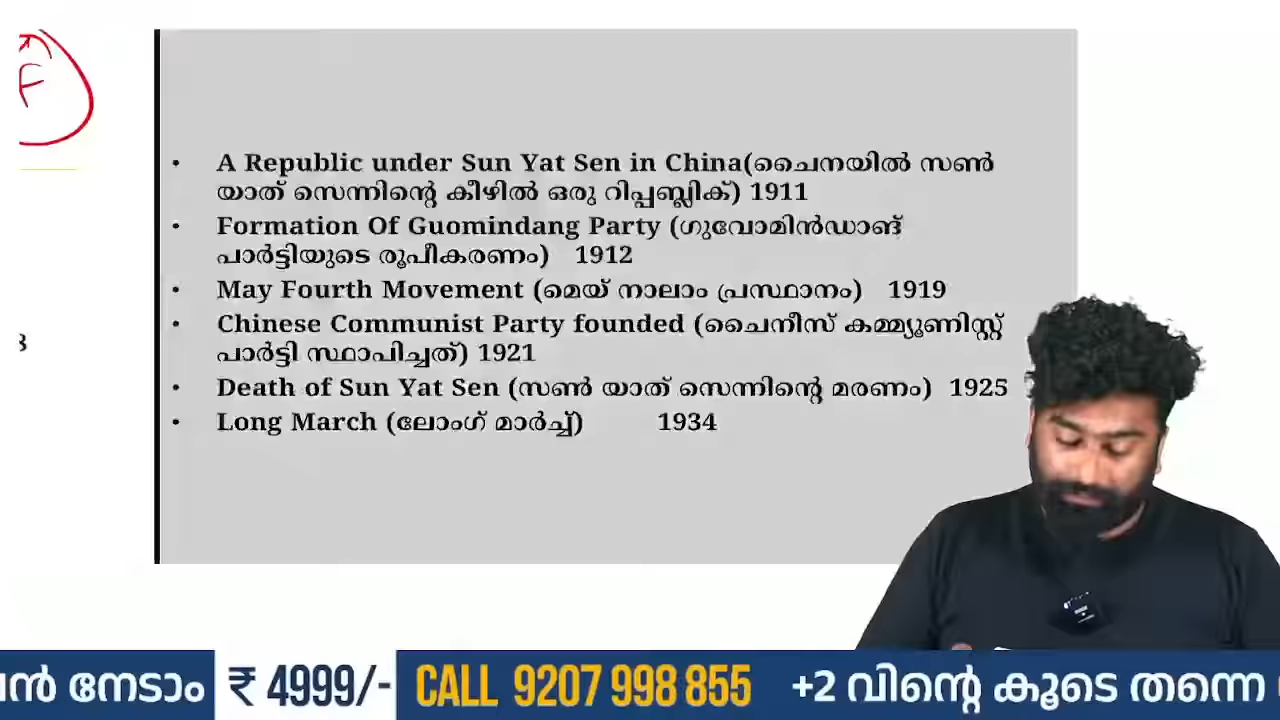 F
• A Republic under Sun Yat Sen in China(ചൈനയിൽ സൺ
യാത് സെന്നിന്റെ കീഴിൽ ഒരു റിപ്പബ്ലിക്) 1911
• Formation Of Guomindang Party (ഗുവോമിൻഡാങ്
പാർട്ടിയുടെ രൂപീകരണം) 1912
• May Fourth Movement (മെയ് നാലാം പ്രസ്ഥാനം) 1919
• Chinese Communist Party founded (ചൈനീസ് കമ്മ്യൂണിസ്റ്റ്
പാർട്ടി സ്ഥാപിച്ചത്) 1921
• Death of Sun Yat Sen (സൺ യാത് സെന്നിന്റെ മരണം) 1925
• Long March (ലോംഗ് മാർച്ച്) 1934
നേടാം ₹ 4999/- CALL 9207 998 855 +2 വിന്റെ കൂടെ തന്നെ